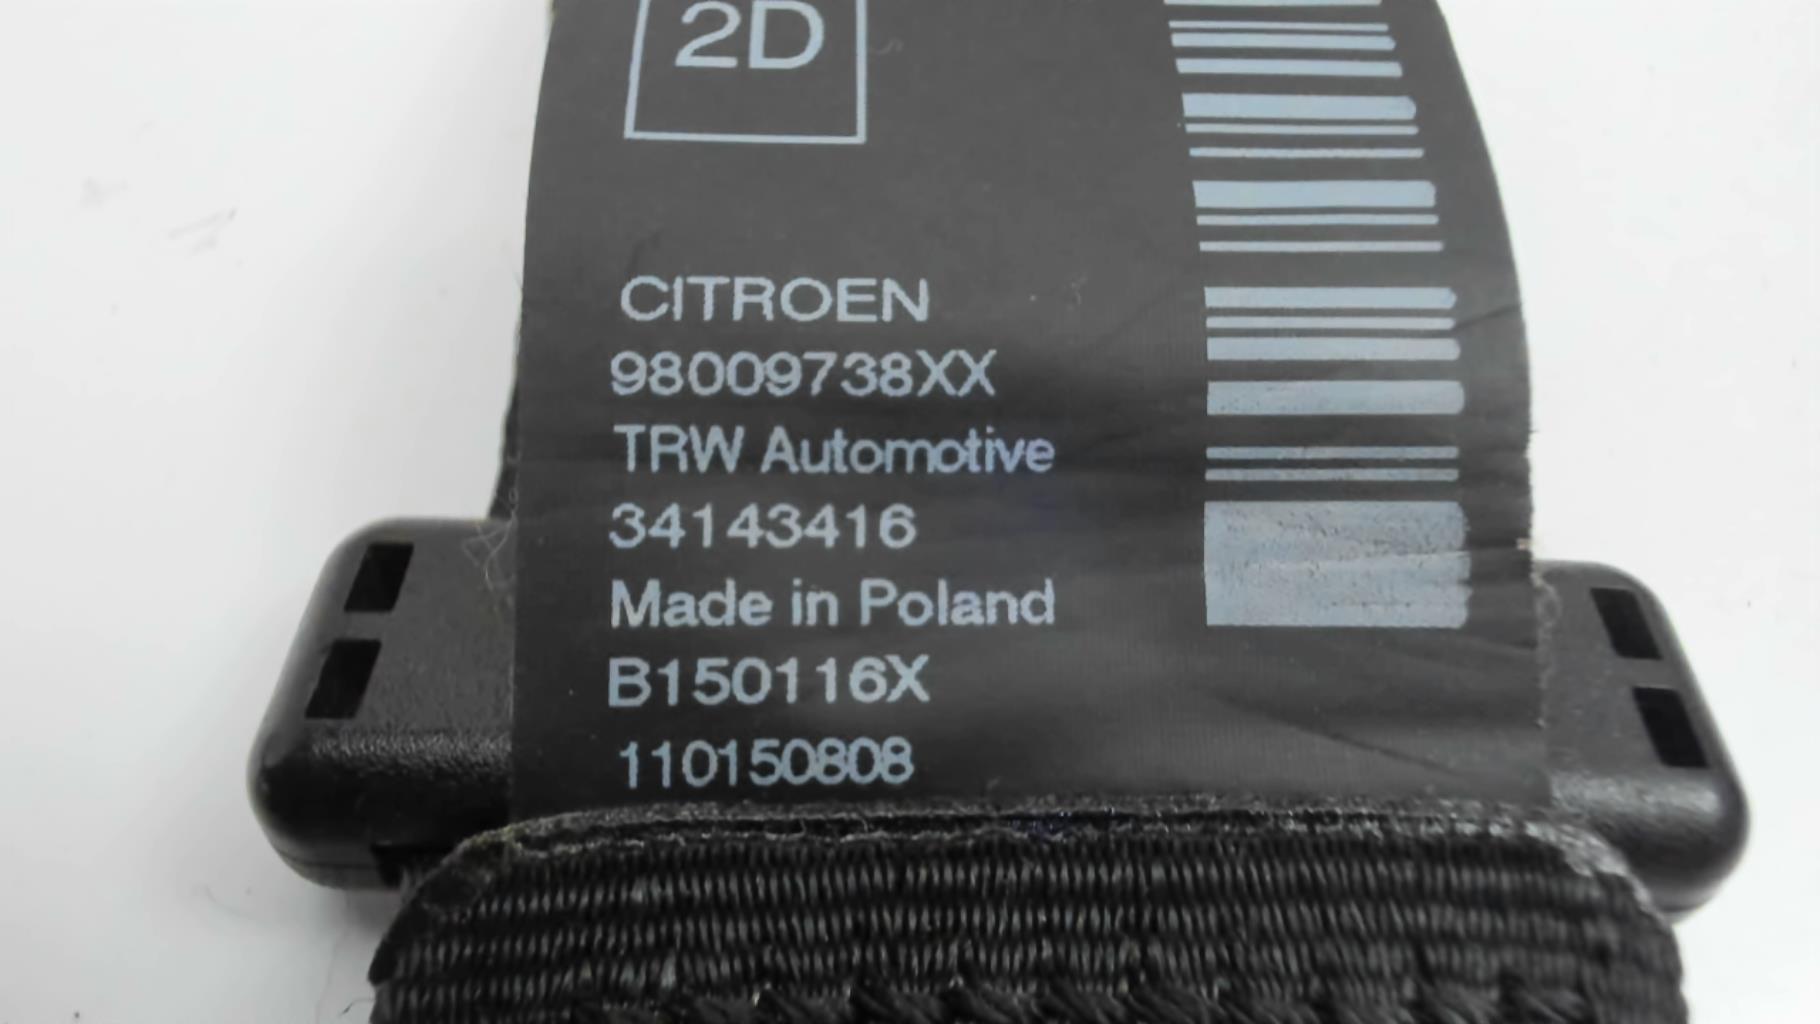 2D
CITROEN
98009738XX
TRW Automotive
34143416
Made in Poland
B150116X
110150808